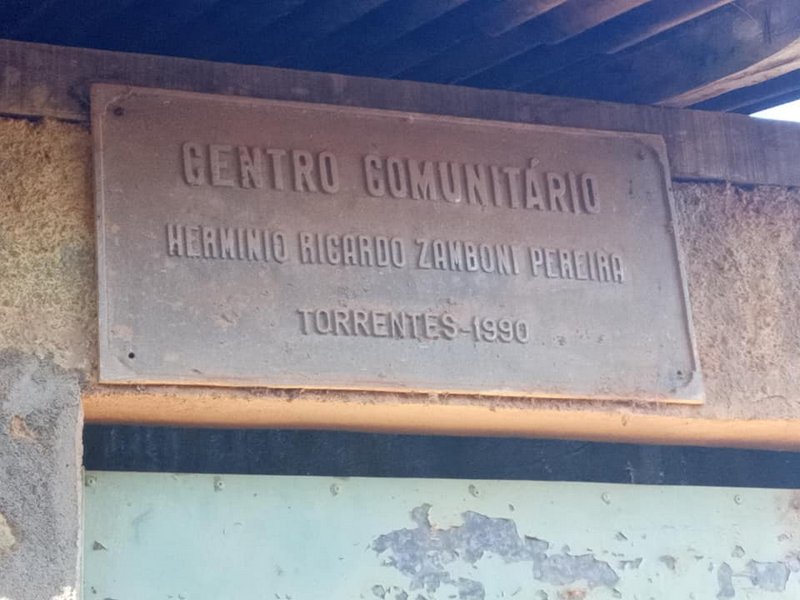 CENTRO COMUNITÁRIO
HERMINIO RICARDO ZAMBONI PEREIRA
TORRENTES-1990